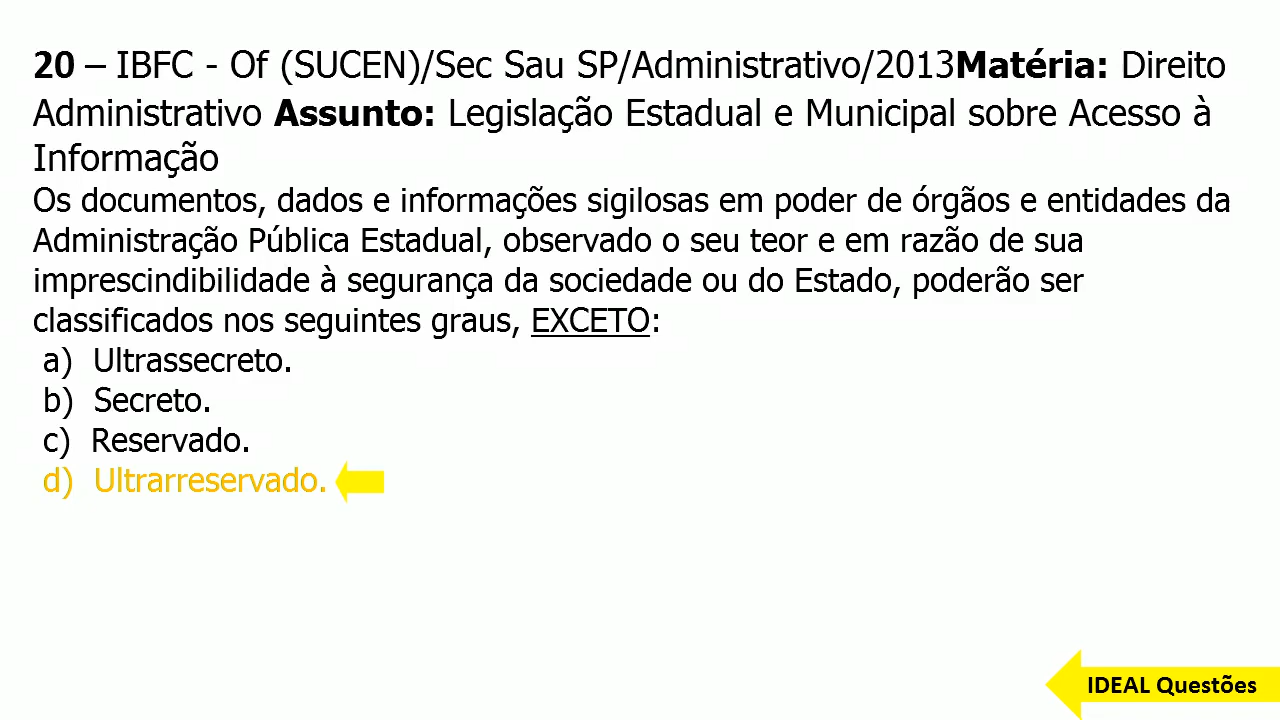 20 – IBFC - Of (SUCEN)/Sec Sau SP/Administrativo/2013Matéria: Direito
Administrativo Assunto: Legislação Estadual e Municipal sobre Acesso à
Informação
Os documentos, dados e informações sigilosas em poder de órgãos e entidades da
Administração Pública Estadual, observado o seu teor e em razão de sua
imprescindibilidade à segurança da sociedade ou do Estado, poderão ser
classificados nos seguintes graus, EXCETO:
a) Ultrassecreto.
b) Secreto.
c) Reservado.
d) Ultrarreservado.
IDEAL Questões